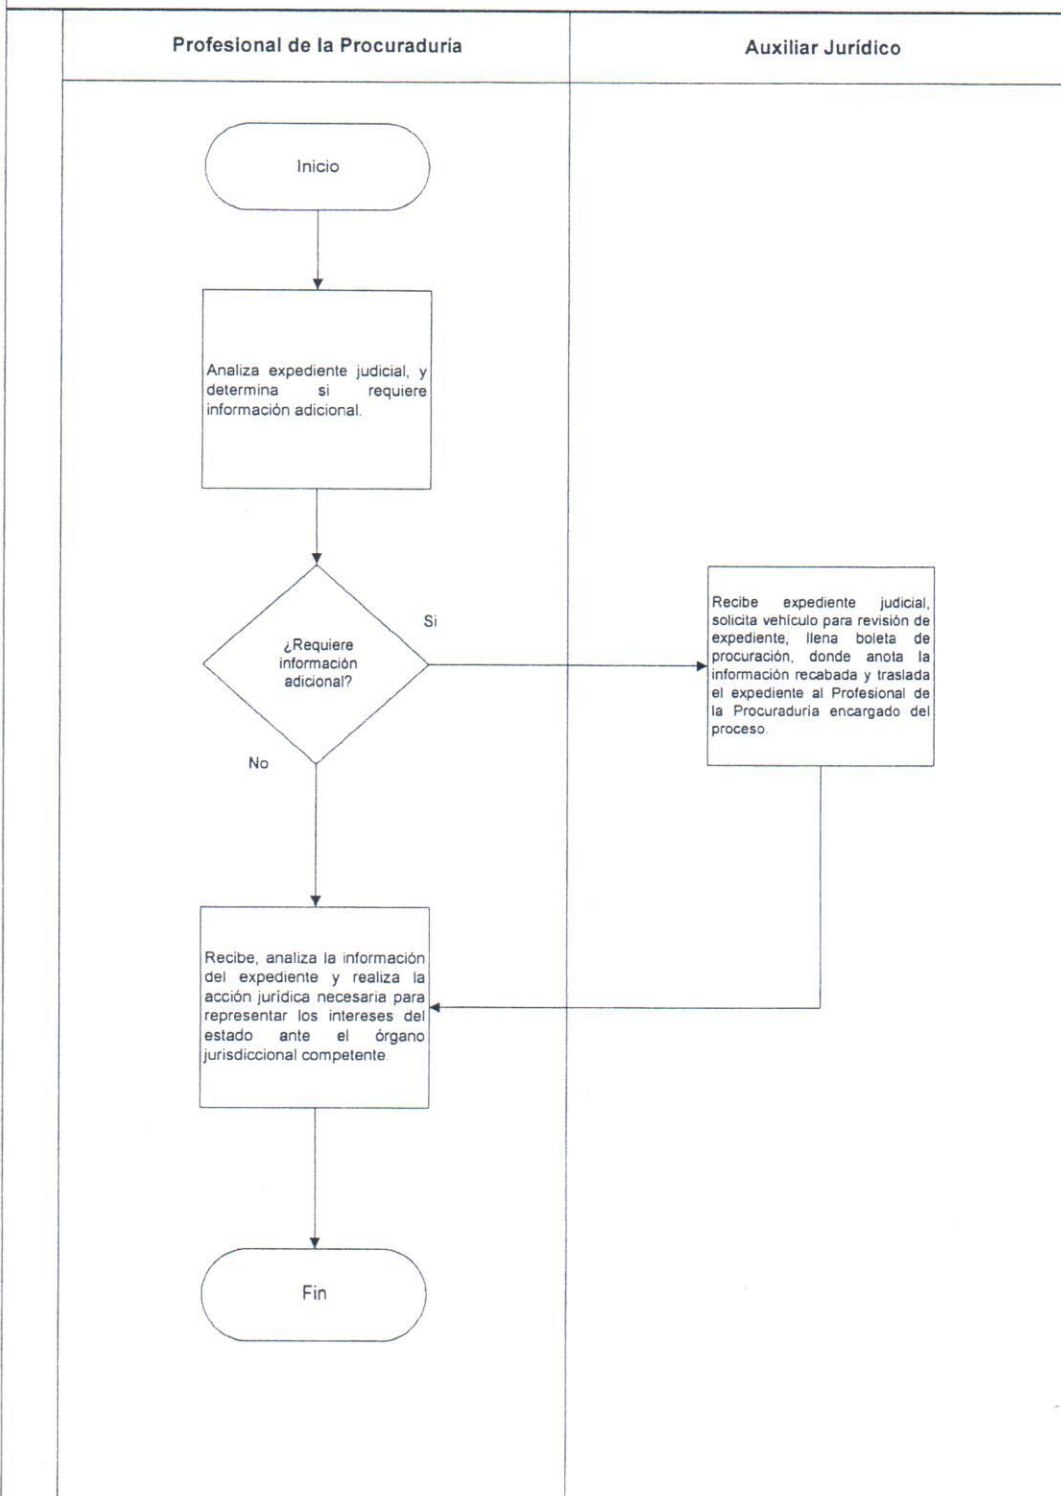 Profesional de la Procuraduría
Auxiliar Jurídico
Inicio
Analiza expediente judicial, y
determina si requiere
información adicional.
¿Requiere
información
adicional?
Si
No
Recibe expediente judicial,
solicita vehículo para revisión de
expediente, llena boleta de
procuración, donde anota la
información recabada y traslada
el expediente al Profesional de
la Procuraduría encargado del
proceso.
Recibe, analiza la información
del expediente y realiza la
acción jurídica necesaria para
representar los intereses del
estado ante el órgano
jurisdiccional competente.
Fin